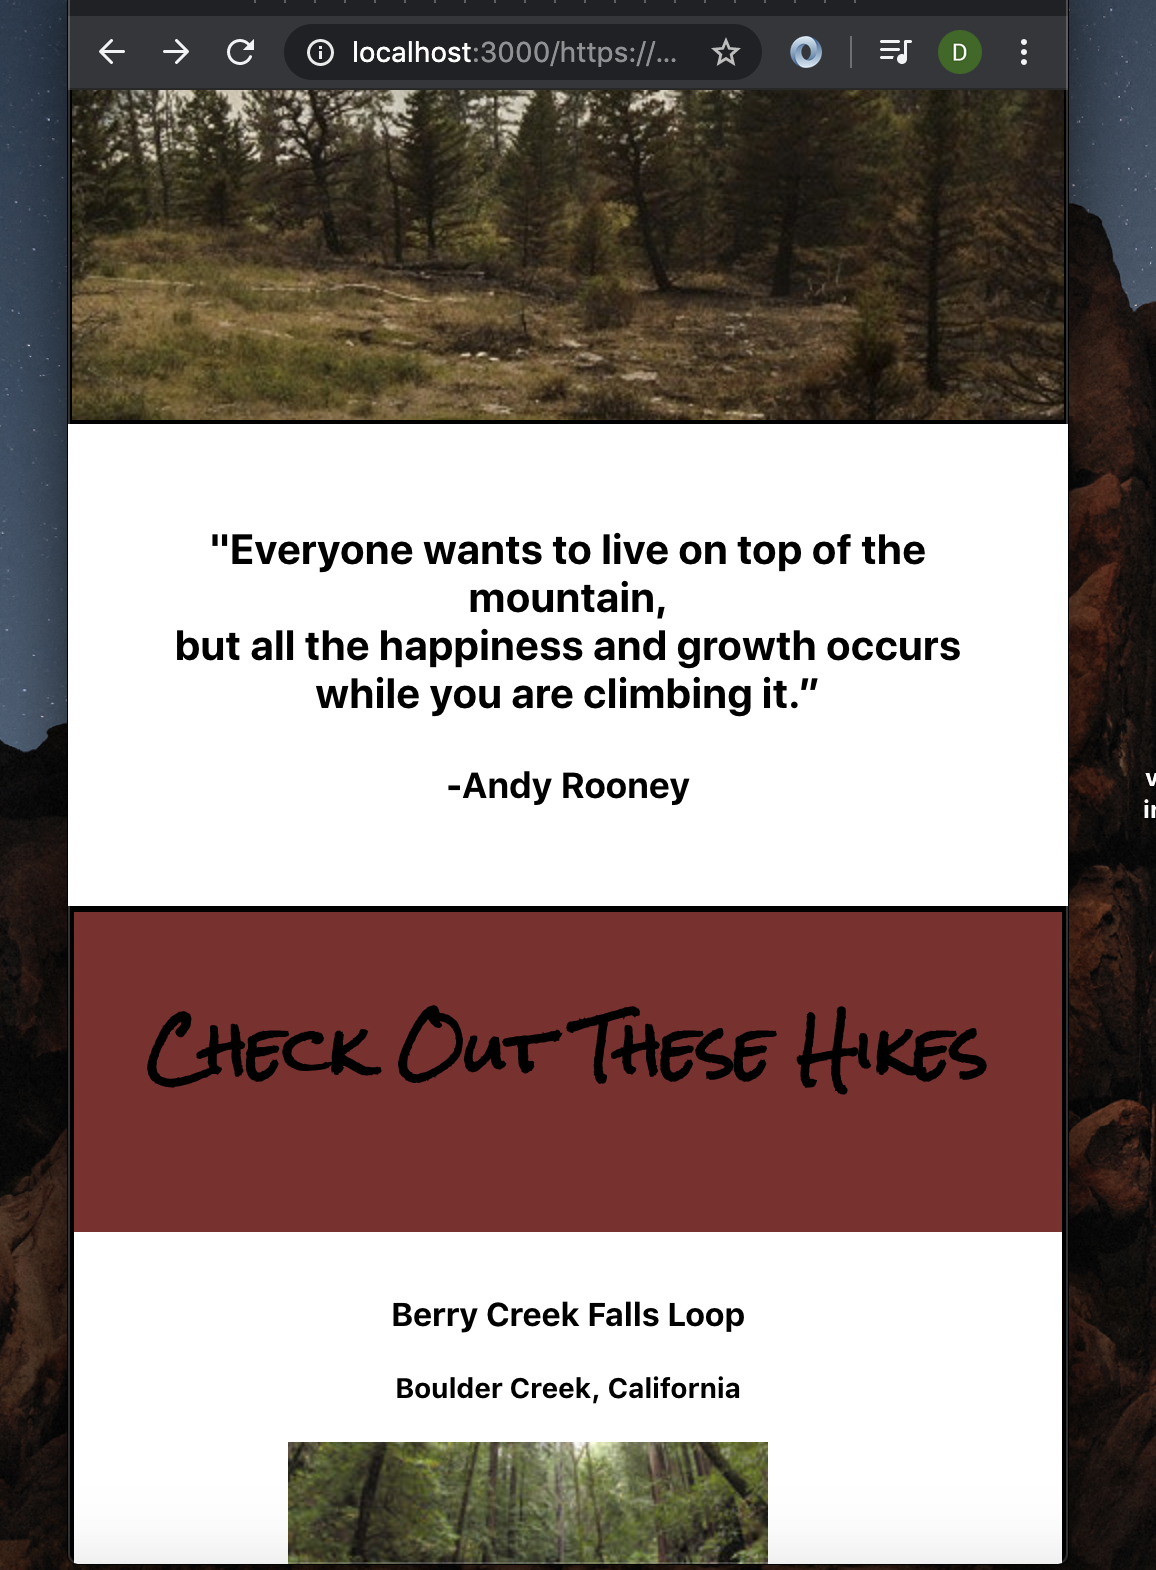 localhost:3000/https://...
D
"Everyone wants to live on top of the
mountain,
but all the happiness and growth occurs
while you are climbing it.”
-Andy Rooney
Check Out These Hikes
Berry Creek Falls Loop
Boulder Creek, California